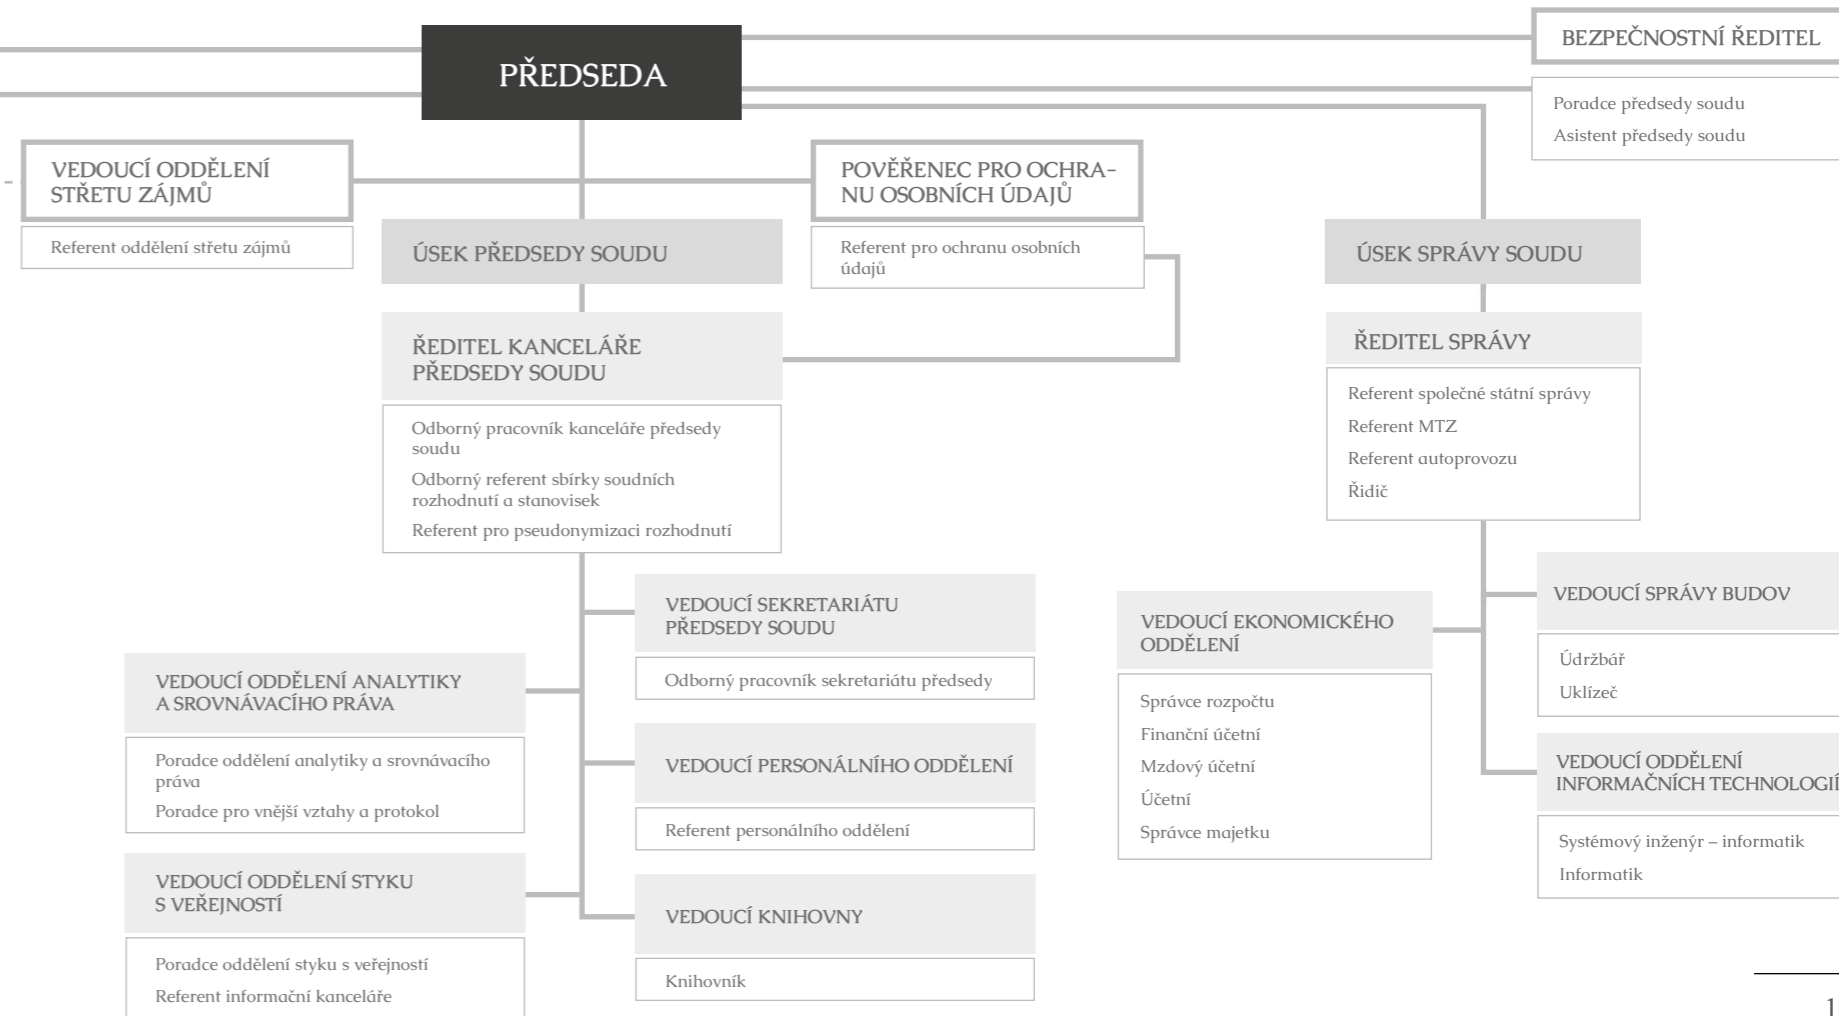 PŘEDSEDA
BEZPEČNOSTNÍ ŘEDITEL
Poradce předsedy soudu
Asistent předsedy soudu
VEDOUCÍ ODDĚLENÍ
STŘETU ZÁJMŮ
Referent oddělení střetu zájmů
POVĚŘENEC PRO OCHRA-
NU OSOBNÍCH ÚDAJŮ
Referent pro ochranu osobních
údajů
ÚSEK PŘEDSEDY SOUDU
ŘEDITEL KANCELÁŘE
PŘEDSEDY SOUDU
Odborný pracovník kanceláře předsedy
soudu
Odborný referent sbírky soudních
rozhodnutí a stanovisek
Referent pro pseudonymizaci rozhodnutí
ÚSEK SPRÁVY SOUDU
ŘEDITEL SPRÁVY
Referent společné státní správy
Referent MTZ
Referent autoprovozu
Řidič
VEDOUCÍ ODDĚLENÍ ANALYTIKY
A SROVNÁVACÍHO PRÁVA
Poradce oddělení analytiky a srovnávacího
práva
Poradce pro vnější vztahy a protokol
VEDOUCÍ ODDĚLENÍ STYKU
S VEŘEJNOSTÍ
Poradce oddělení styku s veřejností
Referent informační kanceláře
VEDOUCÍ SEKRETARIÁTU
PŘEDSEDY SOUDU
Odborný pracovník sekretariátu předsedy
VEDOUCÍ PERSONÁLNÍHO ODDĚLENÍ
Referent personálního oddělení
VEDOUCÍ KNIHOVNY
Knihovník
VEDOUCÍ EKONOMICKÉHO
ODDĚLENÍ
Správce rozpočtu
Finanční účetní
Mzdový účetní
Účetní
Správce majetku
VEDOUCÍ SPRÁVY BUDOV
Údržbář
Uklízeč
VEDOUCÍ ODDĚLENÍ
INFORMAČNÍCH TECHNOLOGIÍ
Systémový inženýr – informatik
Informatik
1